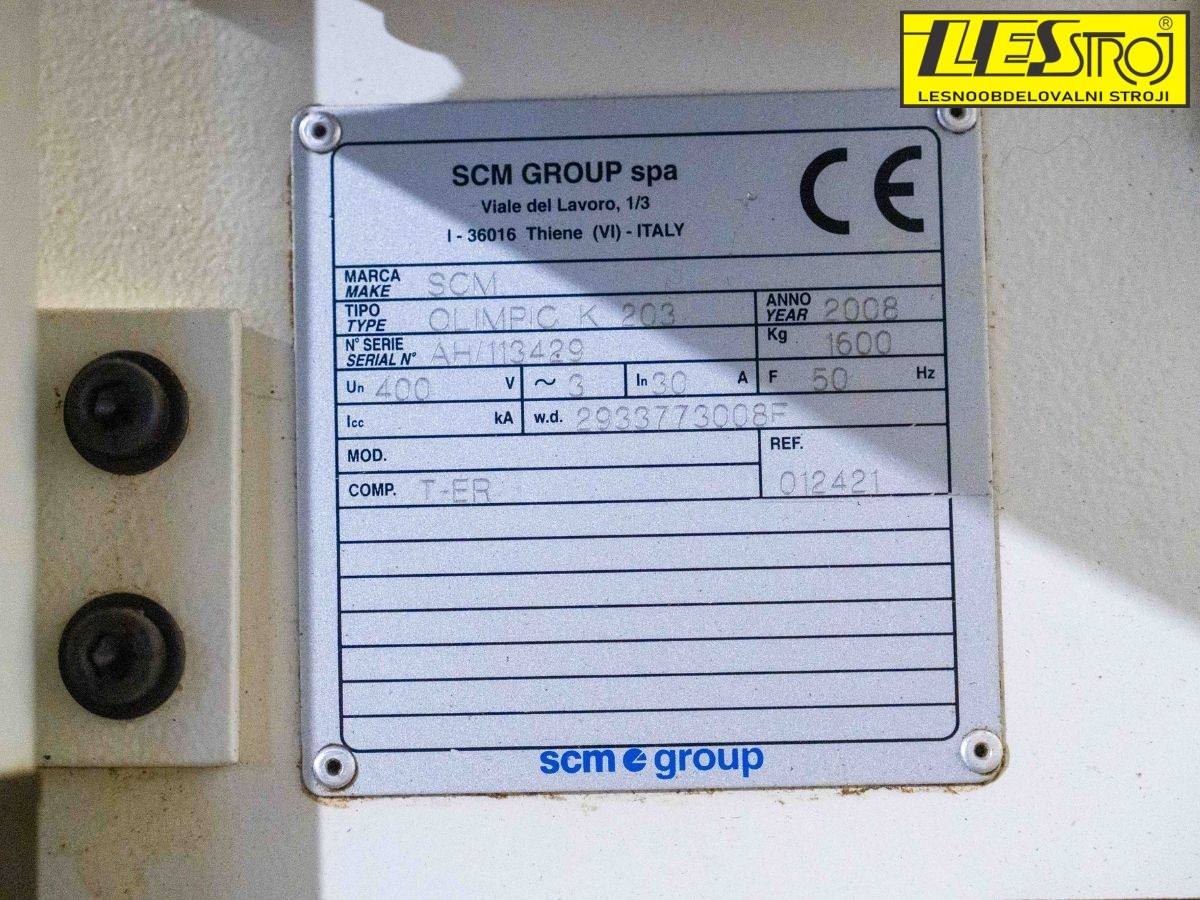 LESSTROJ®
LESNOOBDELOVALNI STROJI
SCM GROUP spa
Viale del Lavoro, 1/3
I - 36016 Thiene (VI) - ITALY
CE
MARCA
MAKE SCM
TIPO
TYPE OLIMPIC K 203
ANNO
YEAR 2008
N° SERIE
SERIAL N° AH/113429
Kg 1600
Un 400 V ~ 3 In 30 A F 50 Hz
Icc kA w.d. 2933773008F
MOD.
REF.
COMP. T-ER 012421
scm group